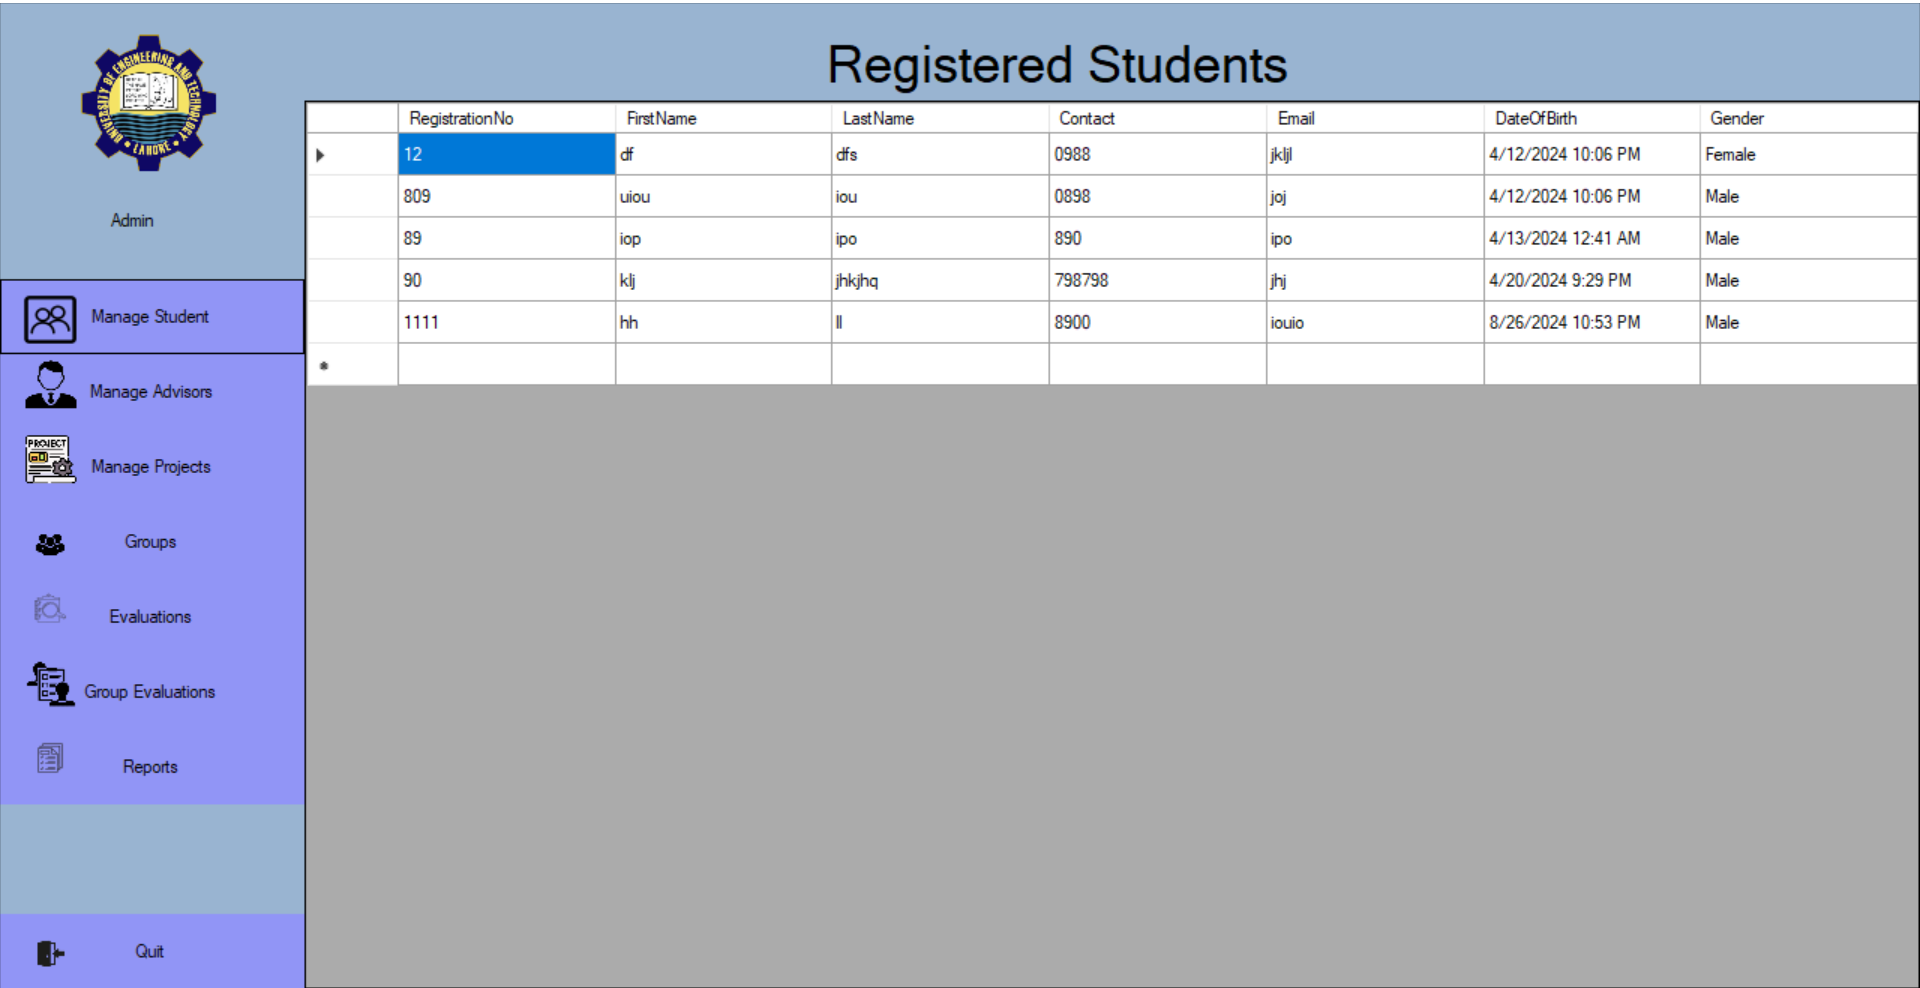 UNIVERSITY OF ENGINEERING AND TECHNOLOGY
• LAHORE •
Admin
Manage Student
Manage Advisors
PROJECT
Manage Projects
Groups
Evaluations
Group Evaluations
Reports
Quit
Registered Students
RegistrationNo FirstName LastName Contact Email DateOfBirth Gender
12 df dfs 0988 jkljl 4/12/2024 10:06 PM Female
809 uiou iou 0898 joj 4/12/2024 10:06 PM Male
89 iop ipo 890 ipo 4/13/2024 12:41 AM Male
90 klj jhkjhq 798798 jhj 4/20/2024 9:29 PM Male
1111 hh ll 8900 iouio 8/26/2024 10:53 PM Male